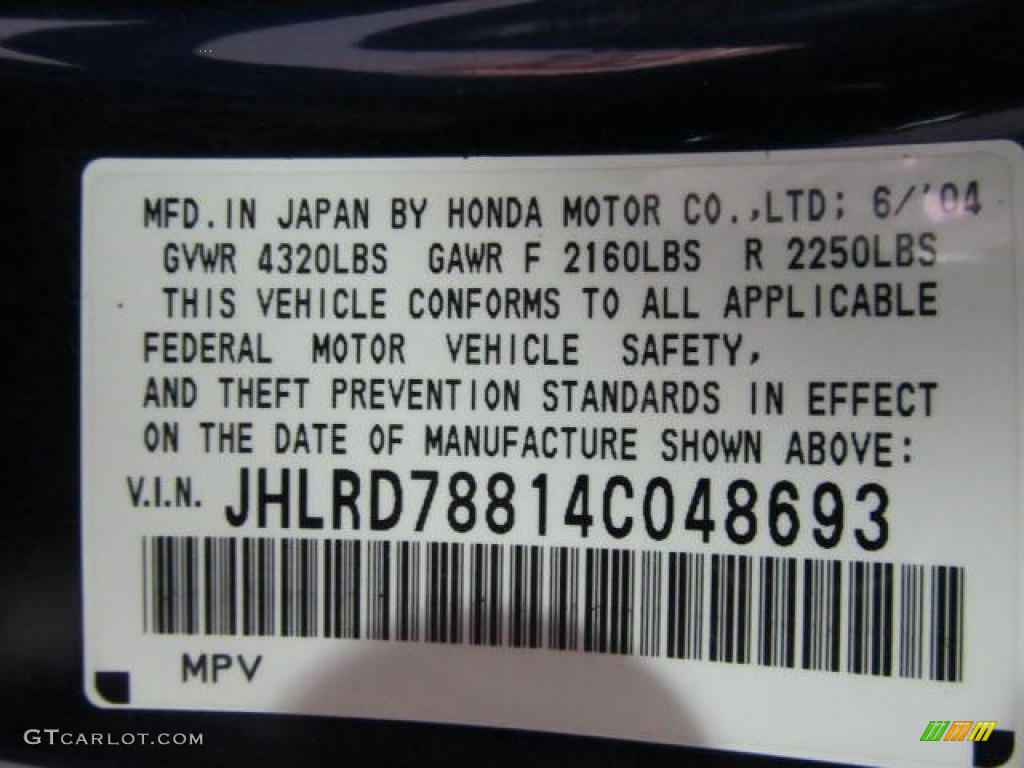 MFD. IN JAPAN BY HONDA MOTOR CO.,LTD; 6/'04
GVWR 4320LBS GAWR F 2160LBS R 2250LBS
THIS VEHICLE CONFORMS TO ALL APPLICABLE
FEDERAL MOTOR VEHICLE SAFETY,
AND THEFT PREVENTION STANDARDS IN EFFECT
ON THE DATE OF MANUFACTURE SHOWN ABOVE:
V.I.N. JHLRD78814C048693
MPV
GTCARLOT.COM